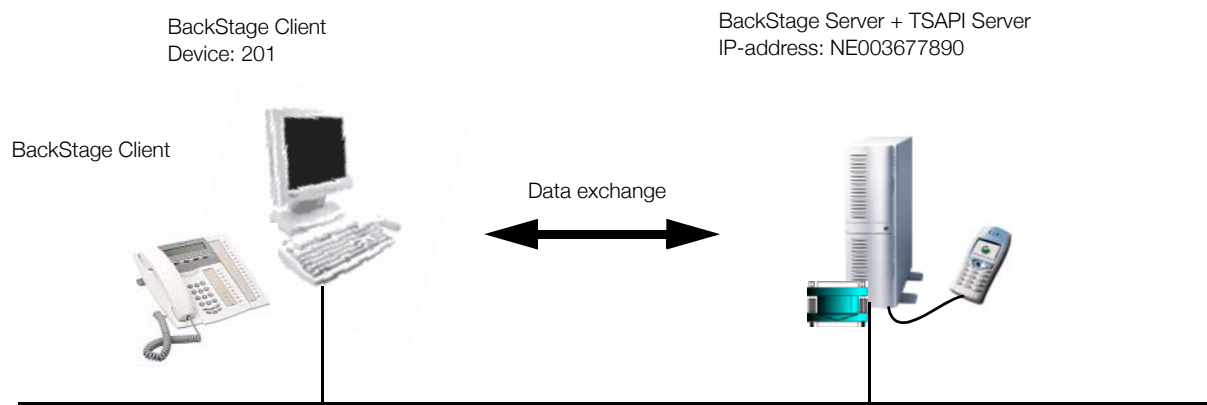 BackStage Client
Device: 201
BackStage Server + TSAPI Server
IP-address: NE003677890
BackStage Client
Data exchange